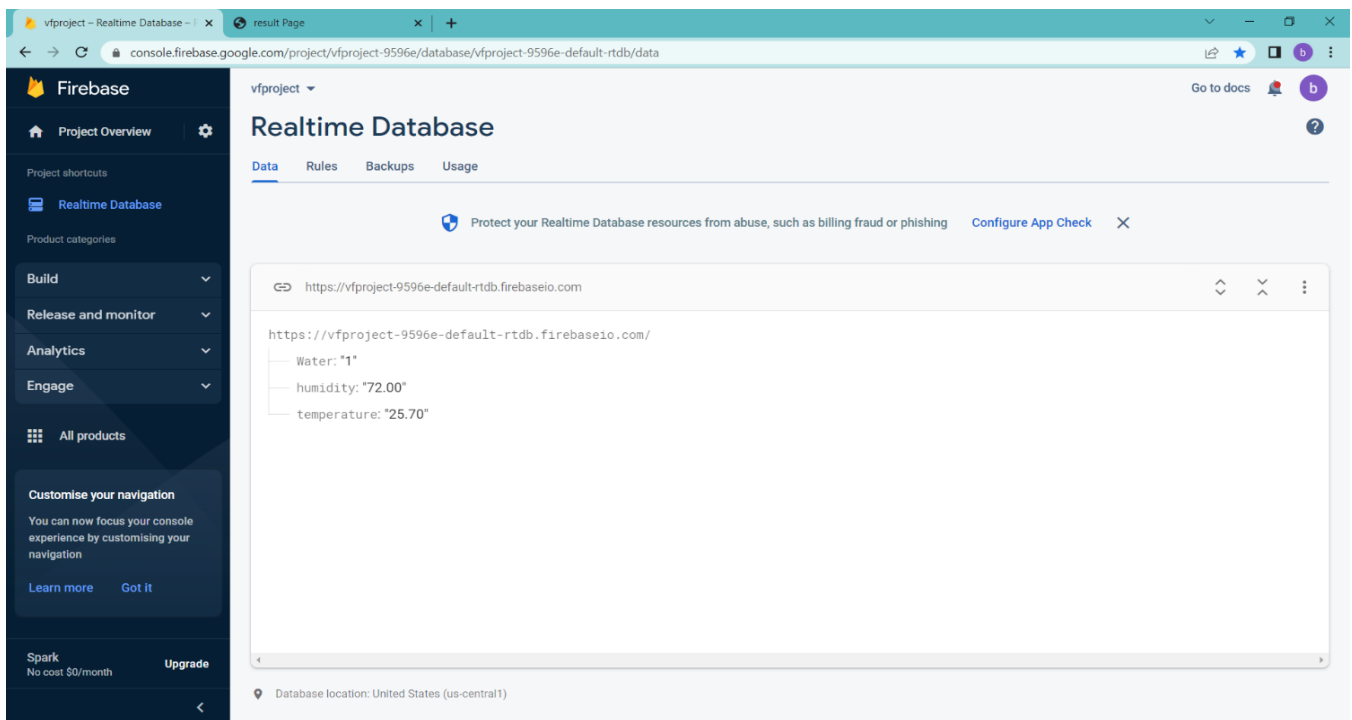 vfproject – Realtime Database –
result Page
console.firebase.google.com/project/vfproject-9596e/database/vfproject-9596e-default-rtdb/data
b
Firebase
vfproject
Go to docs
b
Project Overview
Realtime Database
Project shortcuts
Data Rules Backups Usage
Realtime Database
Product categories
Protect your Realtime Database resources from abuse, such as billing fraud or phishing Configure App Check
Build
https://vfproject-9596e-default-rtdb.firebaseio.com
Release and monitor
https://vfproject-9596e-default-rtdb.firebaseio.com/
Analytics
Water: "1"
Engage
humidity: "72.00"
temperature: "25.70"
All products
Customise your navigation
You can now focus your console
experience by customising your
navigation
Learn more Got it
Spark
No cost $0/month
Upgrade
Database location: United States (us-central1)